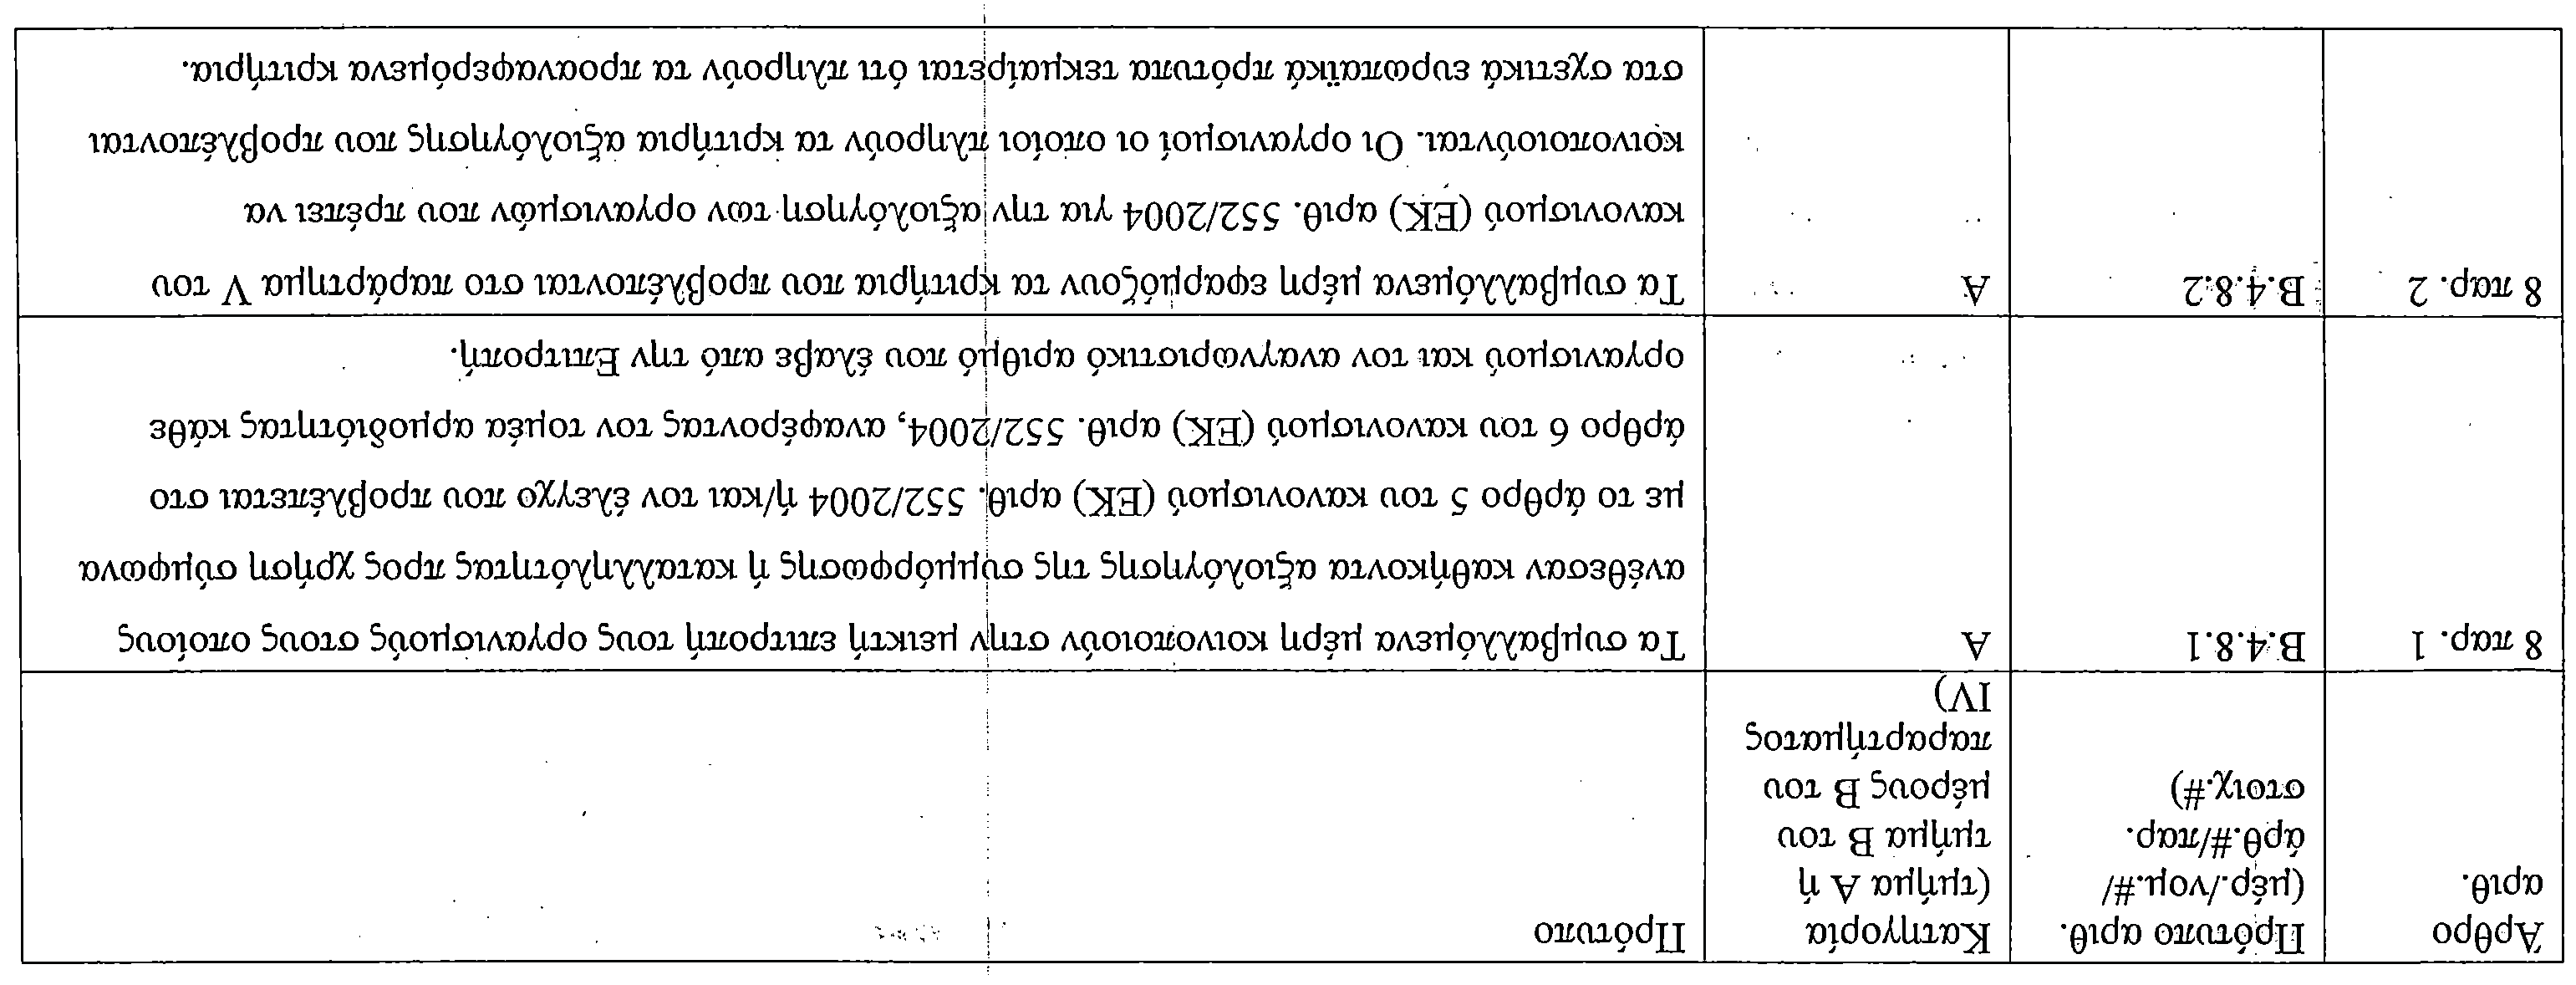 Άρθρο αριθ.
Πρότυπο αριθ. (μέρ./νομ.#/ άρθ.#/παρ. στοιχ.#)
Κατηγορία (τμήμα Α ή τμήμα Β του μέρους Β του παραρτήματος IV)
Πρότυπο
8 παρ. 1
Β.4.8.1
Α
Τα συμβαλλόμενα μέρη κοινοποιούν στην μεικτή επιτροπή τους οργανισμούς στους οποίους
ανέθεσαν καθήκοντα αξιολόγησης της συμμόρφωσης ή καταλληλότητας προς χρήση σύμφωνα
με το άρθρο 5 του κανονισμού (ΕΚ) αριθ. 552/2004 ή/και τον έλεγχο που προβλέπεται στο
άρθρο 6 του κανονισμού (ΕΚ) αριθ. 552/2004, αναφέροντας τον τομέα αρμοδιότητας κάθε
οργανισμού και τον αναγνωριστικό αριθμό που έλαβε από την Επιτροπή.
8 παρ. 2
Β.4.8.2
Α
Τα συμβαλλόμενα μέρη εφαρμόζουν τα κριτήρια που προβλέπονται στο παράρτημα V του
κανονισμού (ΕΚ) αριθ. 552/2004 για την αξιολόγηση των οργανισμών που πρέπει να
κοινοποιούνται. Οι οργανισμοί οι οποίοι πληρούν τα κριτήρια αξιολόγησης που προβλέπονται
στα σχετικά ευρωπαϊκά πρότυπα τεκμαίρεται ότι πληρούν τα προαναφερόμενα κριτήρια.